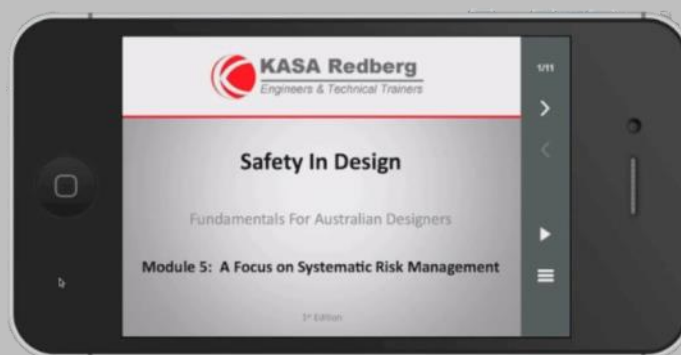 KASA Redberg
Engineers & Technical Trainers
1/11
Safety In Design
Fundamentals For Australian Designers
Module 5: A Focus on Systematic Risk Management
1st Edition